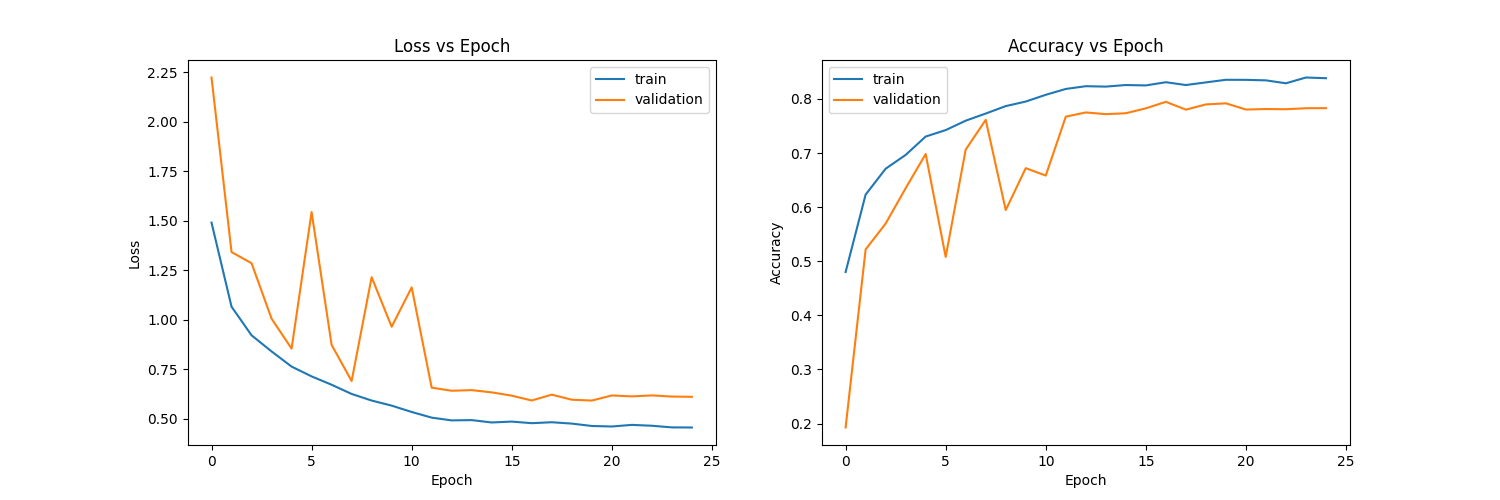 Loss vs Epoch
train
validation
2.25
2.00
1.75
1.50
1.25
1.00
0.75
0.50
Loss
0 5 10 15 20 25
Epoch
Accuracy vs Epoch
train
validation
0.8
0.7
0.6
0.5
0.4
0.3
0.2
Accuracy
0 5 10 15 20 25
Epoch